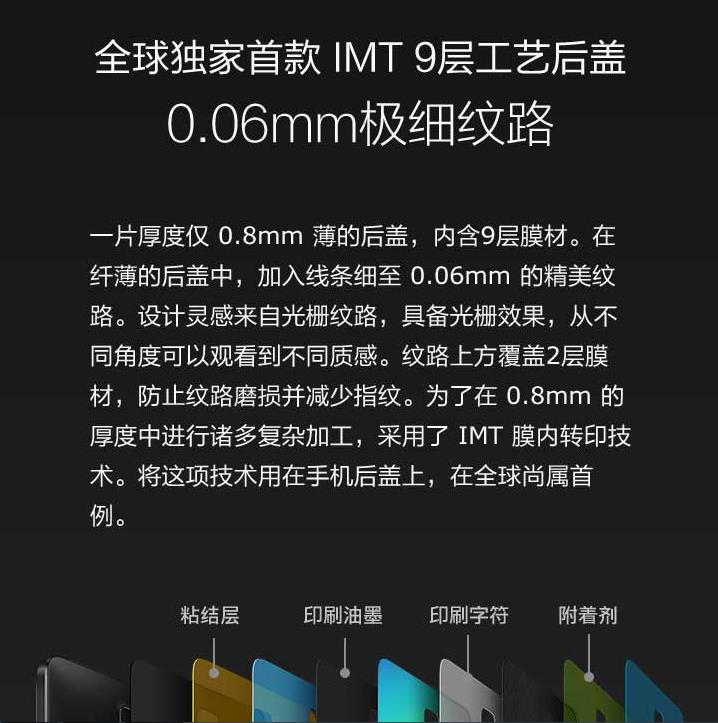 全球独家首款 IMT 9层工艺后盖
0.06mm极细纹路
一片厚度仅 0.8mm 薄的后盖，内含9层膜材。在
纤薄的后盖中，加入线条细至 0.06mm 的精美纹
路。设计灵感来自光栅纹路，具备光栅效果，从不
同角度可以观看到不同质感。纹路上方覆盖2层膜
材，防止纹路磨损并减少指纹。为了在 0.8mm 的
厚度中进行诸多复杂加工，采用了 IMT 膜内转印技
术。将这项技术用在手机后盖上，在全球尚属首
例。
粘结层 印刷油墨 印刷字符 附着剂